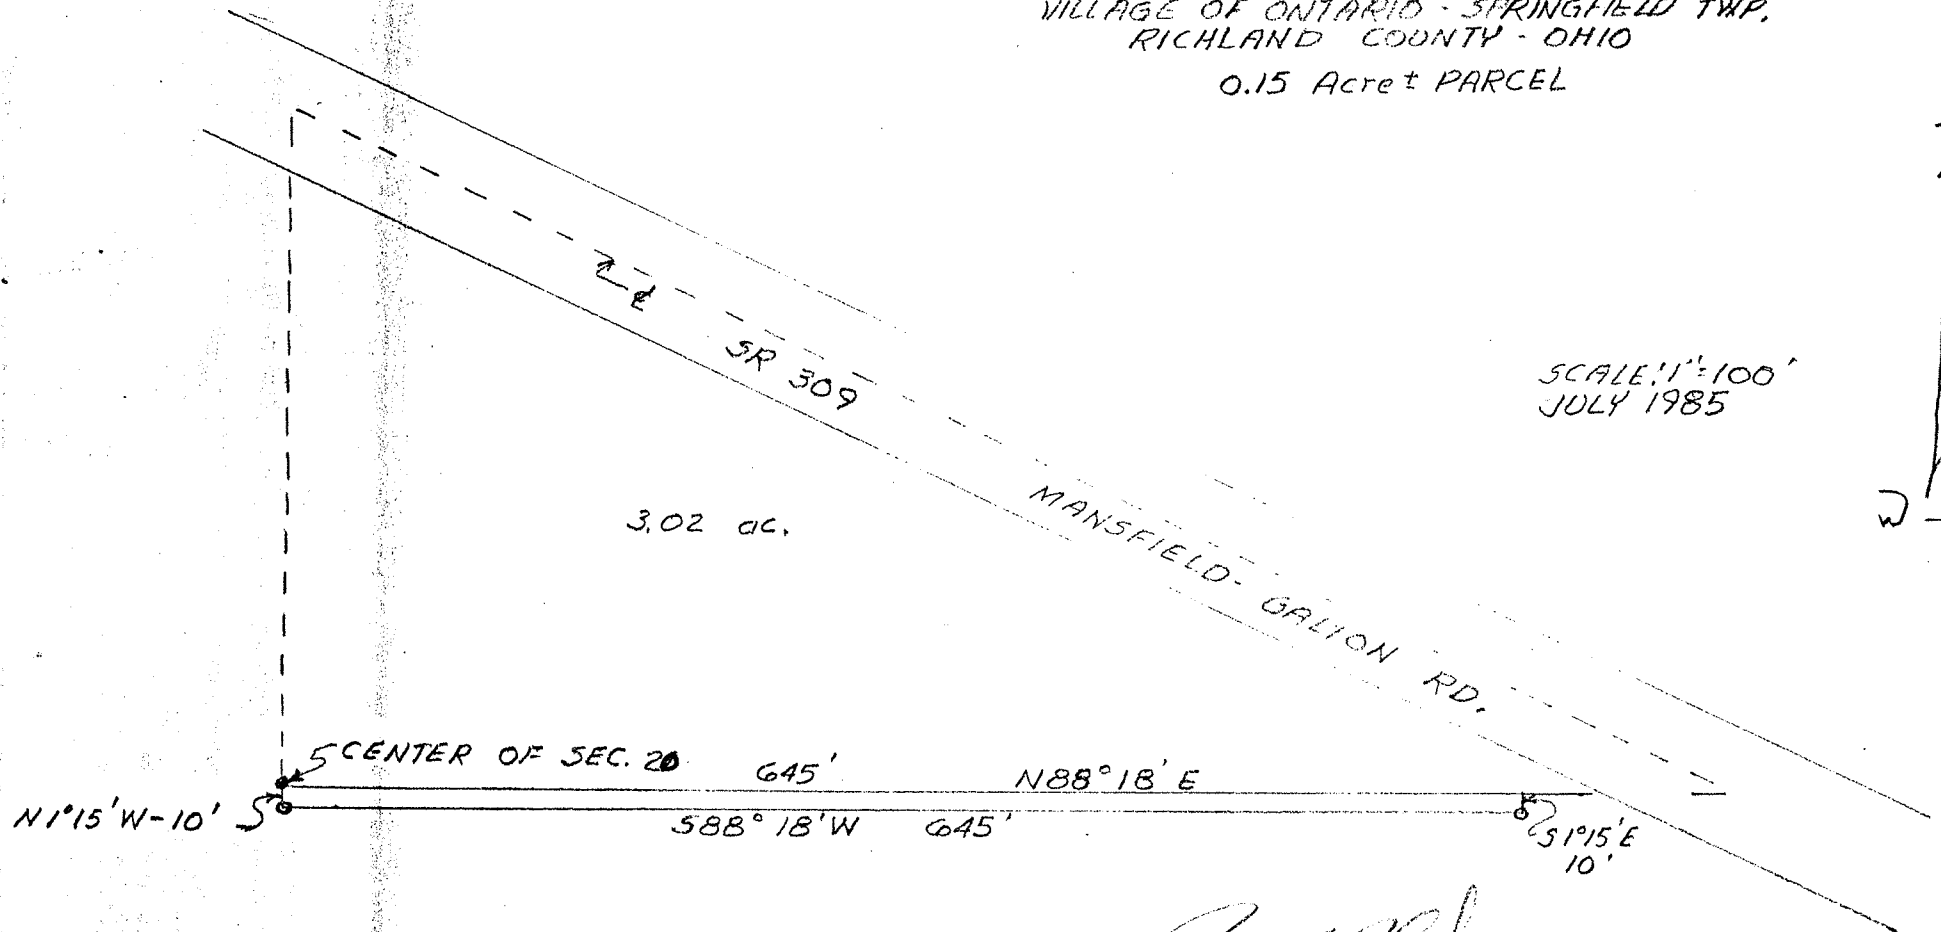 VILLAGE OF ONTARIO - SPRINGFIELD TWP.
RICHLAND COUNTY - OHIO
0.15 Acre ± PARCEL
℄
SR 309
SCALE: 1" = 100'
JULY 1985
3.02 ac.
MANSFIELD - GALION RD.
CENTER OF SEC. 20
645'
N88° 18' E
N1°15'W-10'
S88° 18' W 645'
S1°15'E
10'
W